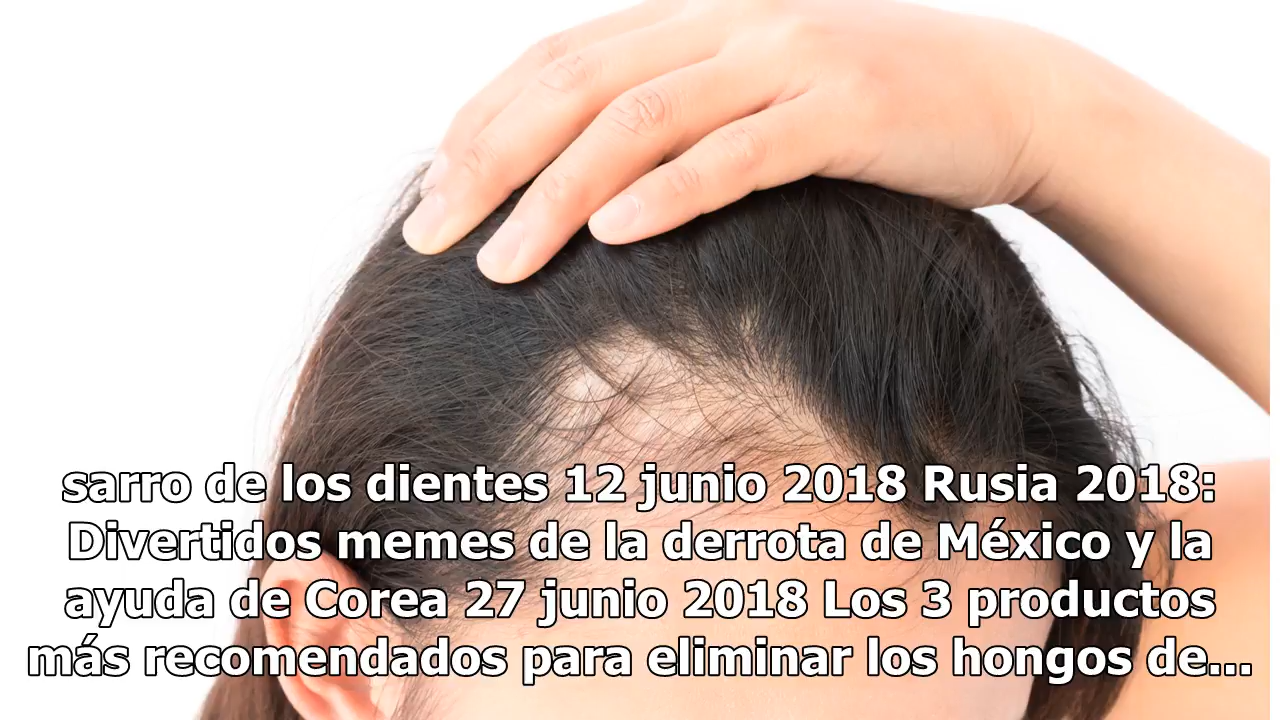 sarro de los dientes 12 junio 2018 Rusia 2018:
Divertidos memes de la derrota de México y la
ayuda de Corea 27 junio 2018 Los 3 productos
más recomendados para eliminar los hongos de...